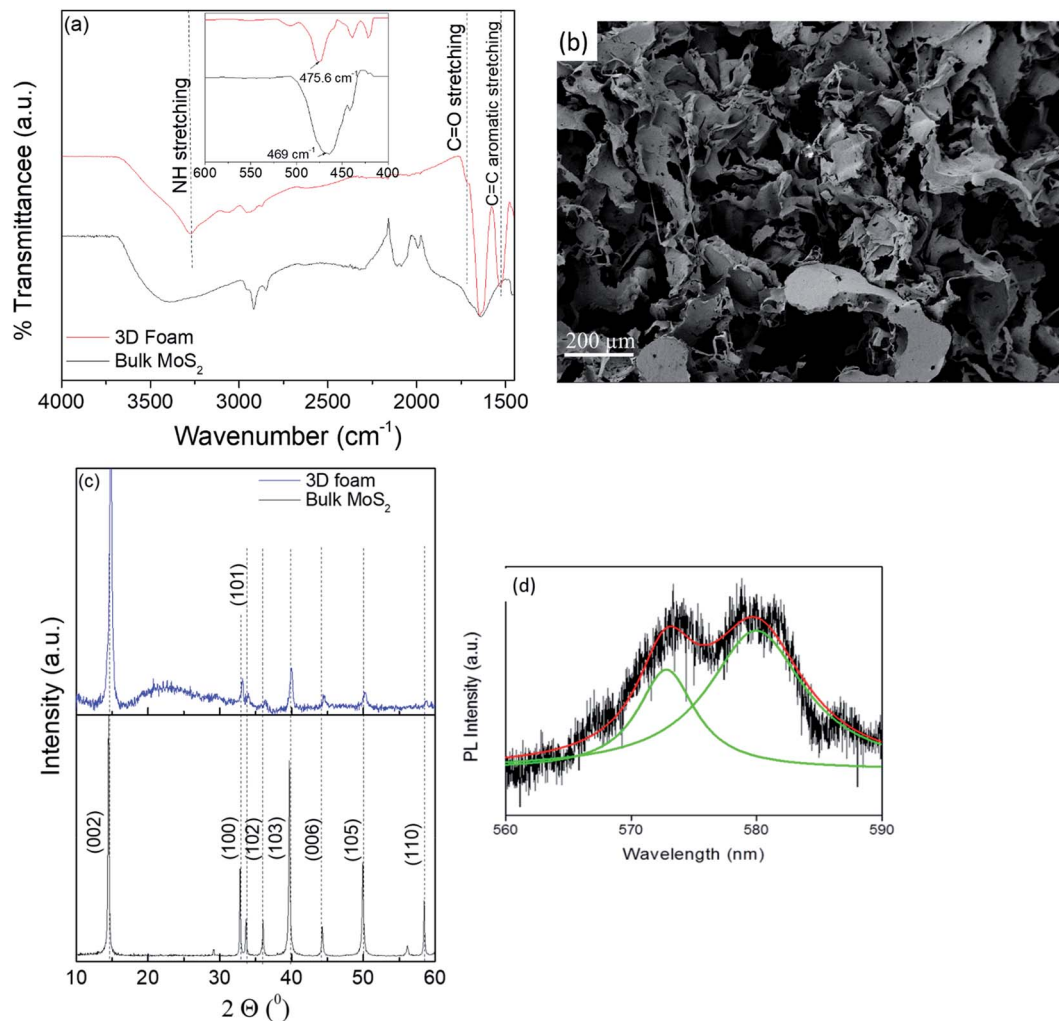 (a)
% Transmittancee (a.u.)
NH stretching
475.6 cm⁻¹
469 cm⁻¹
600 550 500 450 400
C=O stretching
C=C aromatic stretching
3D Foam
Bulk MoS₂
4000 3500 3000 2500 2000 1500
Wavenumber (cm⁻¹)
(b)
200 µm
(c)
3D foam
Bulk MoS₂
(101)
Intensity (a.u.)
(002)
(100)
(102)
(103)
(006)
(105)
(110)
10 20 30 40 50 60
2 Θ (⁰)
(d)
PL Intensity (a.u.)
560 570 580 590
Wavelength (nm)